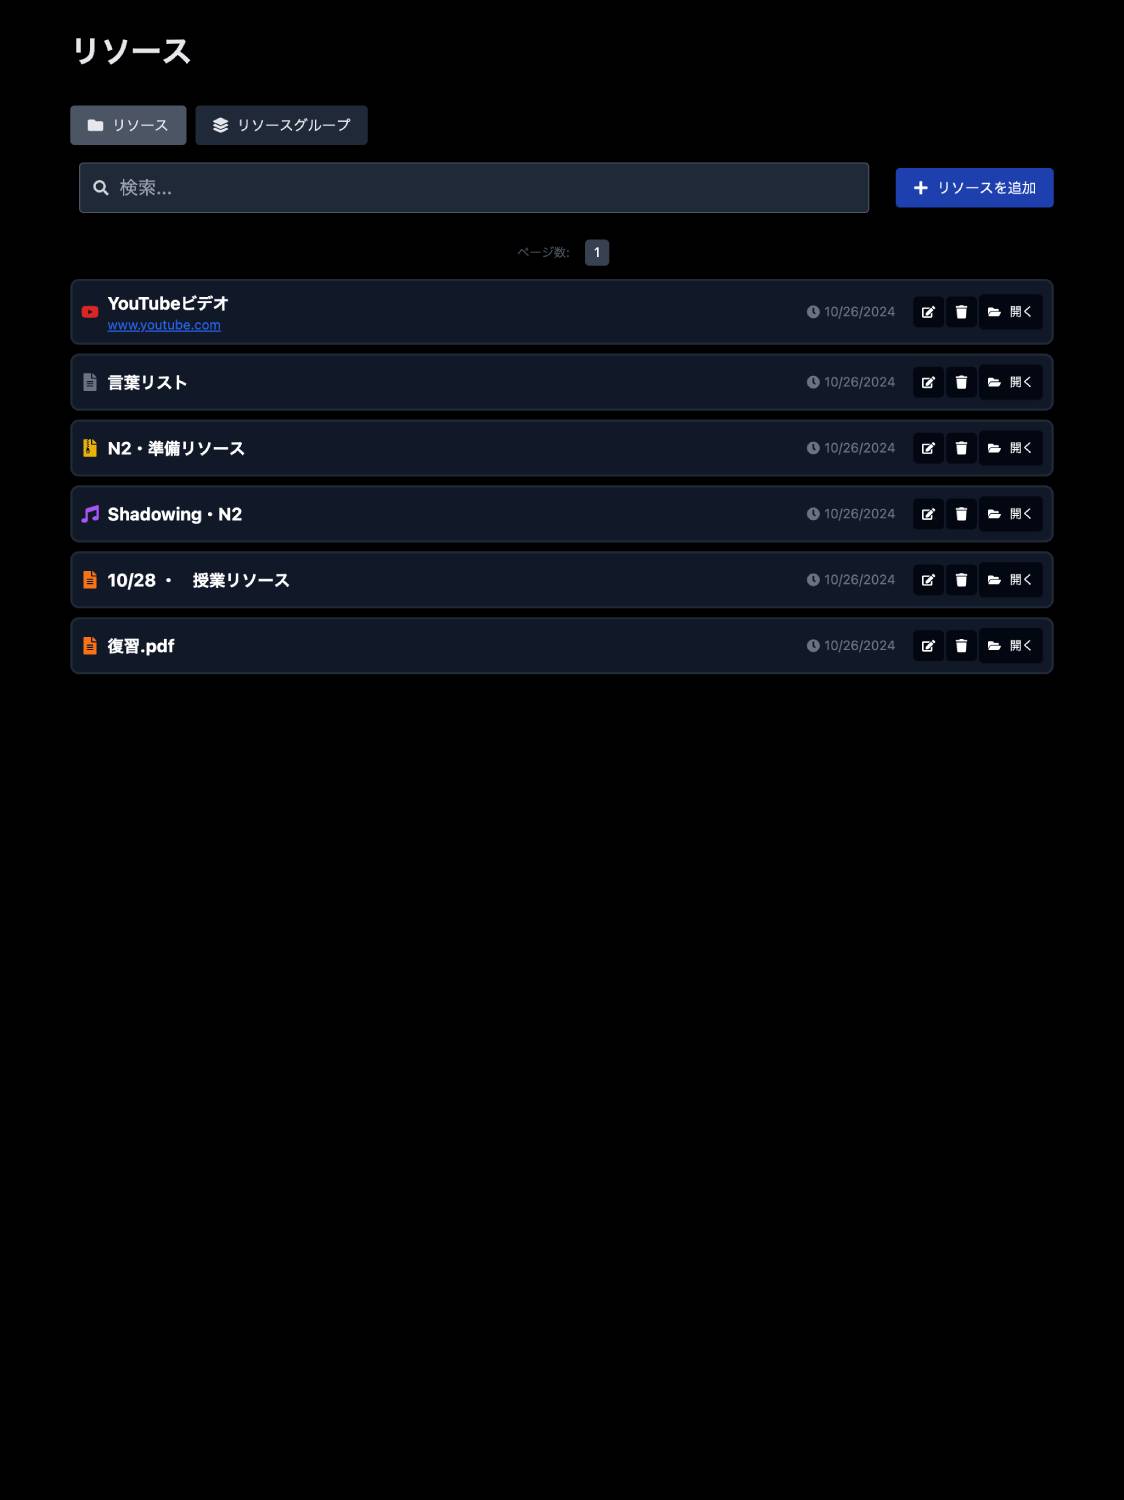 リソース
リソース リソースグループ
検索... リソースを追加
ページ数: 1
YouTubeビデオ 10/26/2024 開く
www.youtube.com
言葉リスト 10/26/2024 開く
N2・準備リソース 10/26/2024 開く
Shadowing・N2 10/26/2024 開く
10/28 ・　授業リソース 10/26/2024 開く
復習.pdf 10/26/2024 開く